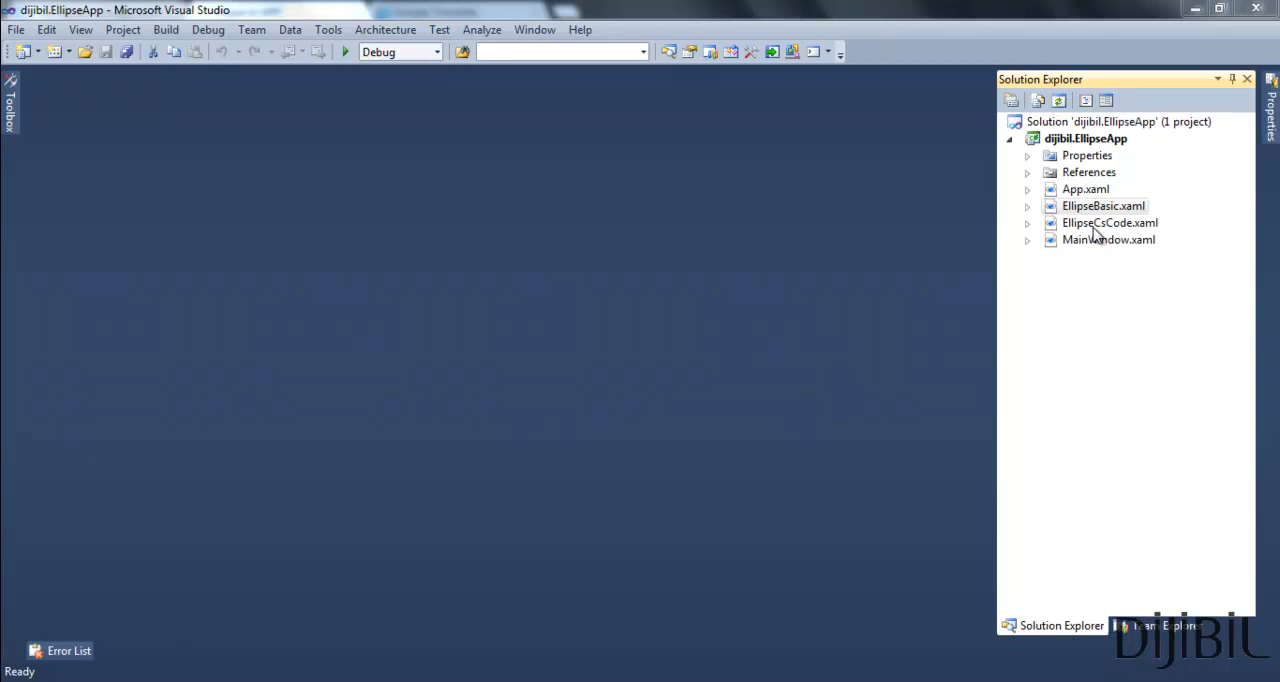 dijibil.EllipseApp - Microsoft Visual Studio
File Edit View Project Build Debug Team Data Tools Architecture Test Analyze Window Help
Debug
Toolbox
Solution Explorer
Properties
Solution 'dijibil.EllipseApp' (1 project)
dijibil.EllipseApp
Properties
References
App.xaml
EllipseBasic.xaml
EllipseCsCode.xaml
MainWindow.xaml
Solution Explorer Team Explorer
DIJIBIL
Error List
Ready